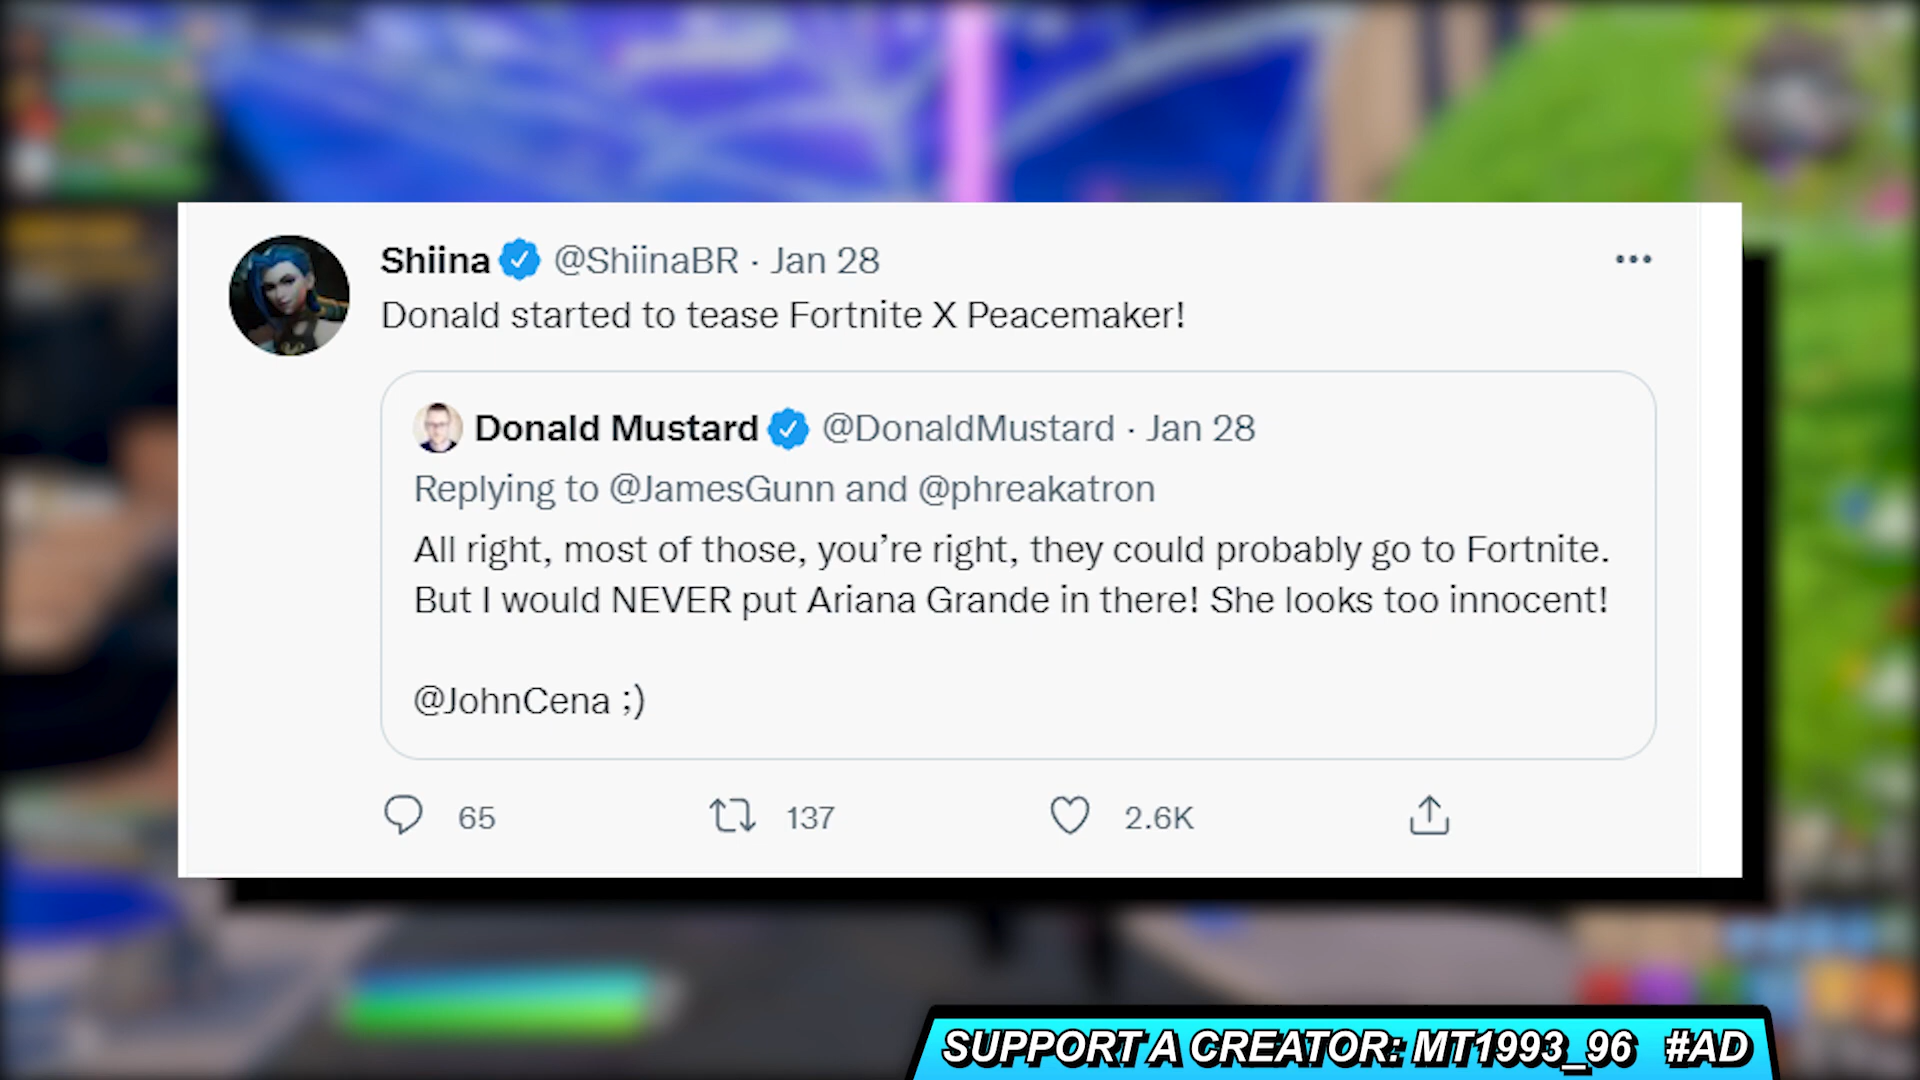 Shiina @ShiinaBR · Jan 28
Donald started to tease Fortnite X Peacemaker!
Donald Mustard @DonaldMustard · Jan 28
Replying to @JamesGunn and @phreakatron
All right, most of those, you’re right, they could probably go to Fortnite.
But I would NEVER put Ariana Grande in there! She looks too innocent!
@JohnCena ;)
65 137 2.6K
SUPPORT A CREATOR: MT1993_96 #AD